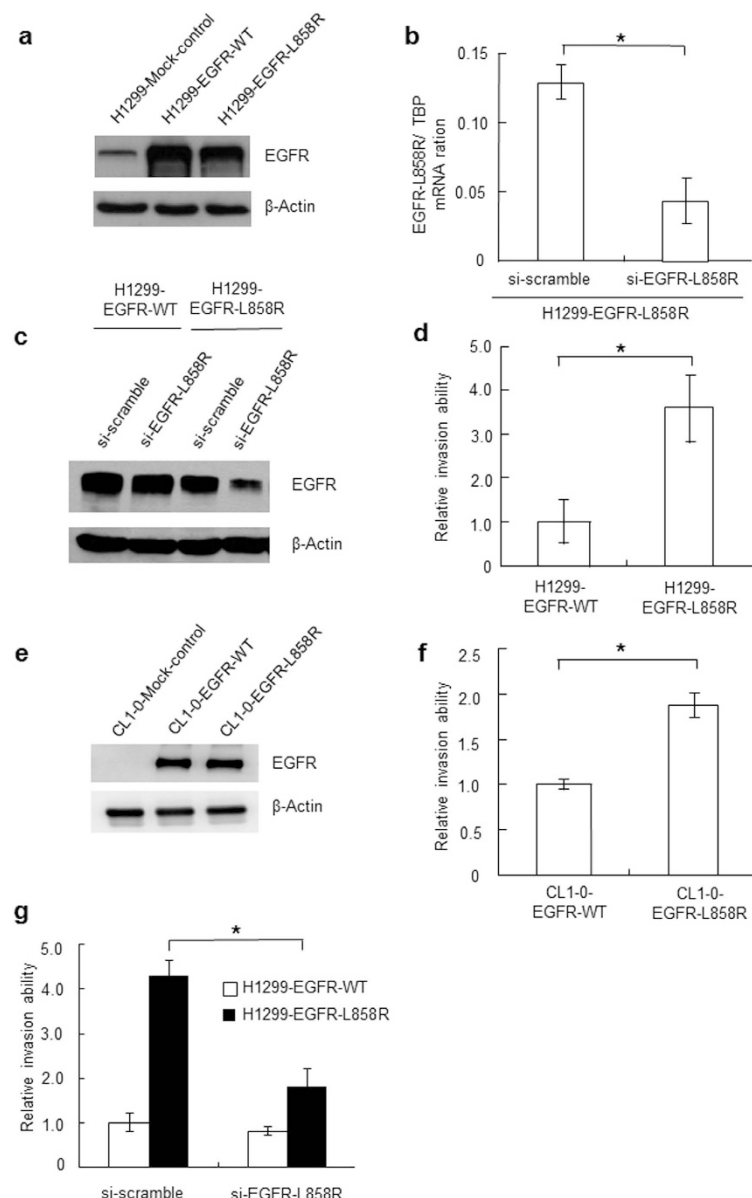 a
H1299-Mock-control
H1299-EGFR-WT
H1299-EGFR-L858R
EGFR
β-Actin
b
*
EGFR-L858R/ TBP
mRNA ration
0.15
0.10
0.05
0
si-scramble
si-EGFR-L858R
H1299-EGFR-L858R
c
H1299-
EGFR-WT
H1299-
EGFR-L858R
si-scramble
si-EGFR-L858R
si-scramble
si-EGFR-L858R
EGFR
β-Actin
d
*
Relative invasion ability
5.0
4.0
3.0
2.0
1.0
0
H1299-
EGFR-WT
H1299-
EGFR-L858R
e
CL1-0-Mock-control
CL1-0-EGFR-WT
CL1-0-EGFR-L858R
EGFR
β-Actin
f
*
Relative invasion ability
2.5
2.0
1.5
1.0
0.5
0
CL1-0-
EGFR-WT
CL1-0-
EGFR-L858R
g
*
Relative invasion ability
5.0
4.0
2.0
1.0
0
H1299-EGFR-WT
H1299-EGFR-L858R
si-scramble
si-EGFR-L858R